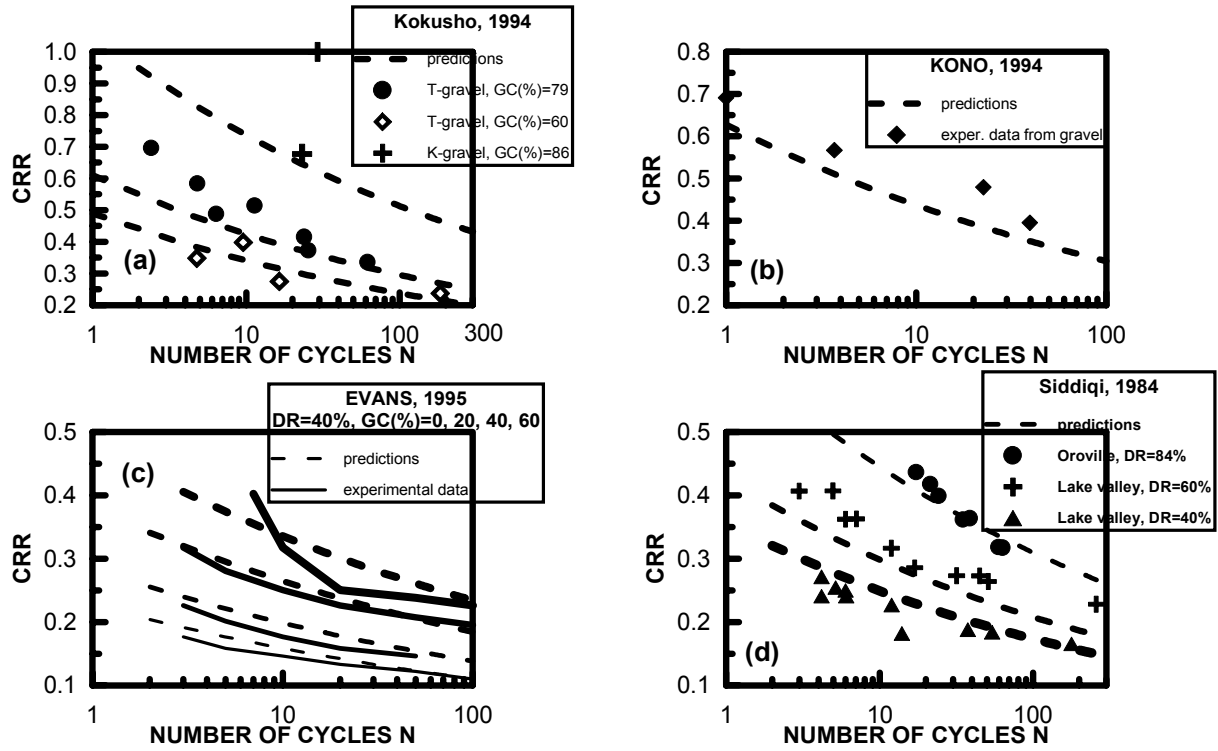 (a)
Kokusho, 1994
predictions
T-gravel, GC(%)=79
T-gravel, GC(%)=60
K-gravel, GC(%)=86
1.0
0.9
0.8
0.7
0.6
0.5
0.4
0.3
0.2
CRR
(a)
1 10 100 300
NUMBER OF CYCLES N
(b)
KONO, 1994
predictions
exper. data from gravel
0.8
0.7
0.6
0.5
0.4
0.3
0.2
CRR
(b)
1 10 100
NUMBER OF CYCLES N
(c)
EVANS, 1995
DR=40%, GC(%)=0, 20, 40, 60
predictions
experimental data
0.5
0.4
0.3
0.2
0.1
CRR
(c)
1 10 100
NUMBER OF CYCLES N
(d)
Siddiqi, 1984
predictions
Oroville, DR=84%
Lake valley, DR=60%
Lake valley, DR=40%
0.5
0.4
0.3
0.2
0.1
CRR
(d)
1 10 100
NUMBER OF CYCLES N